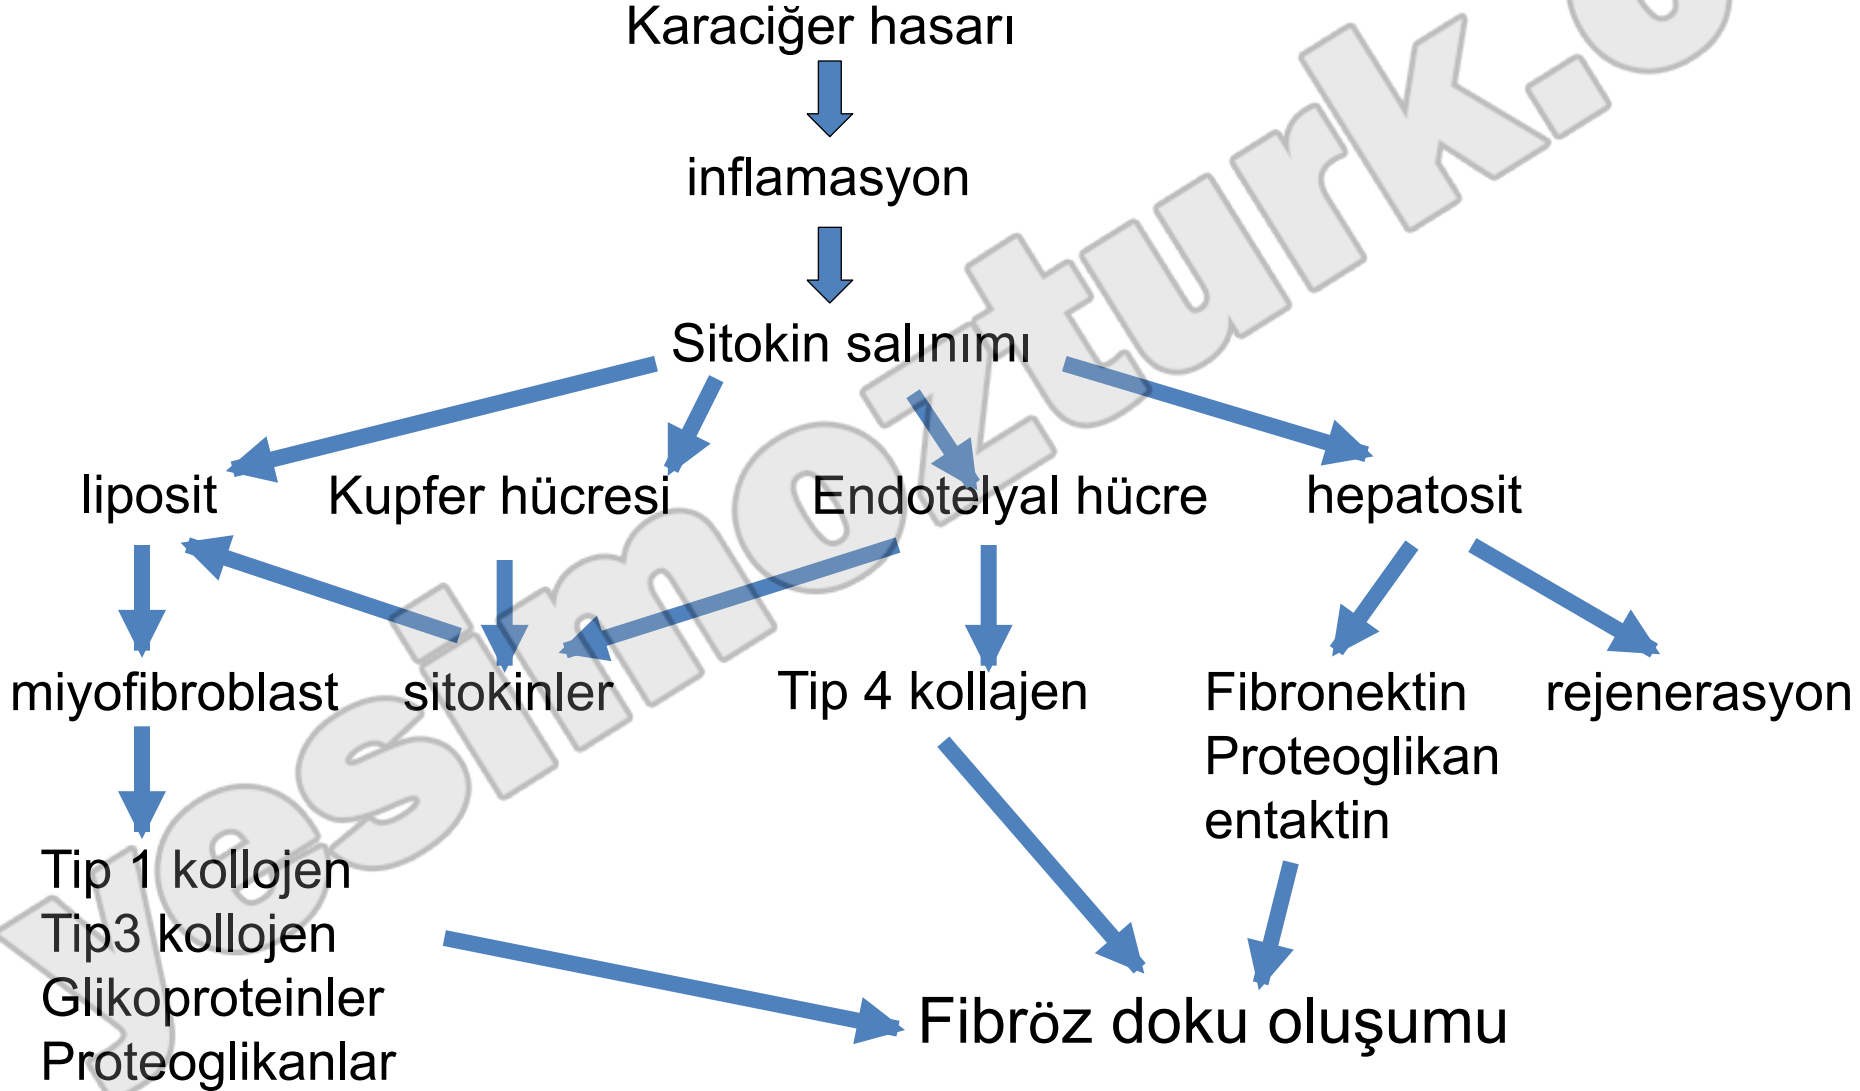 Karaciğer hasarı
inflamasyon
Sitokin salınımı
liposit
Kupfer hücresi
Endotelyal hücre
hepatosit
miyofibroblast
sitokinler
Tip 4 kollajen
Fibronektin
Proteoglikan
entaktin
rejenerasyon
Tip 1 kollojen
Tip3 kollojen
Glikoproteinler
Proteoglikanlar
Fibröz doku oluşumu
yesimozturk.